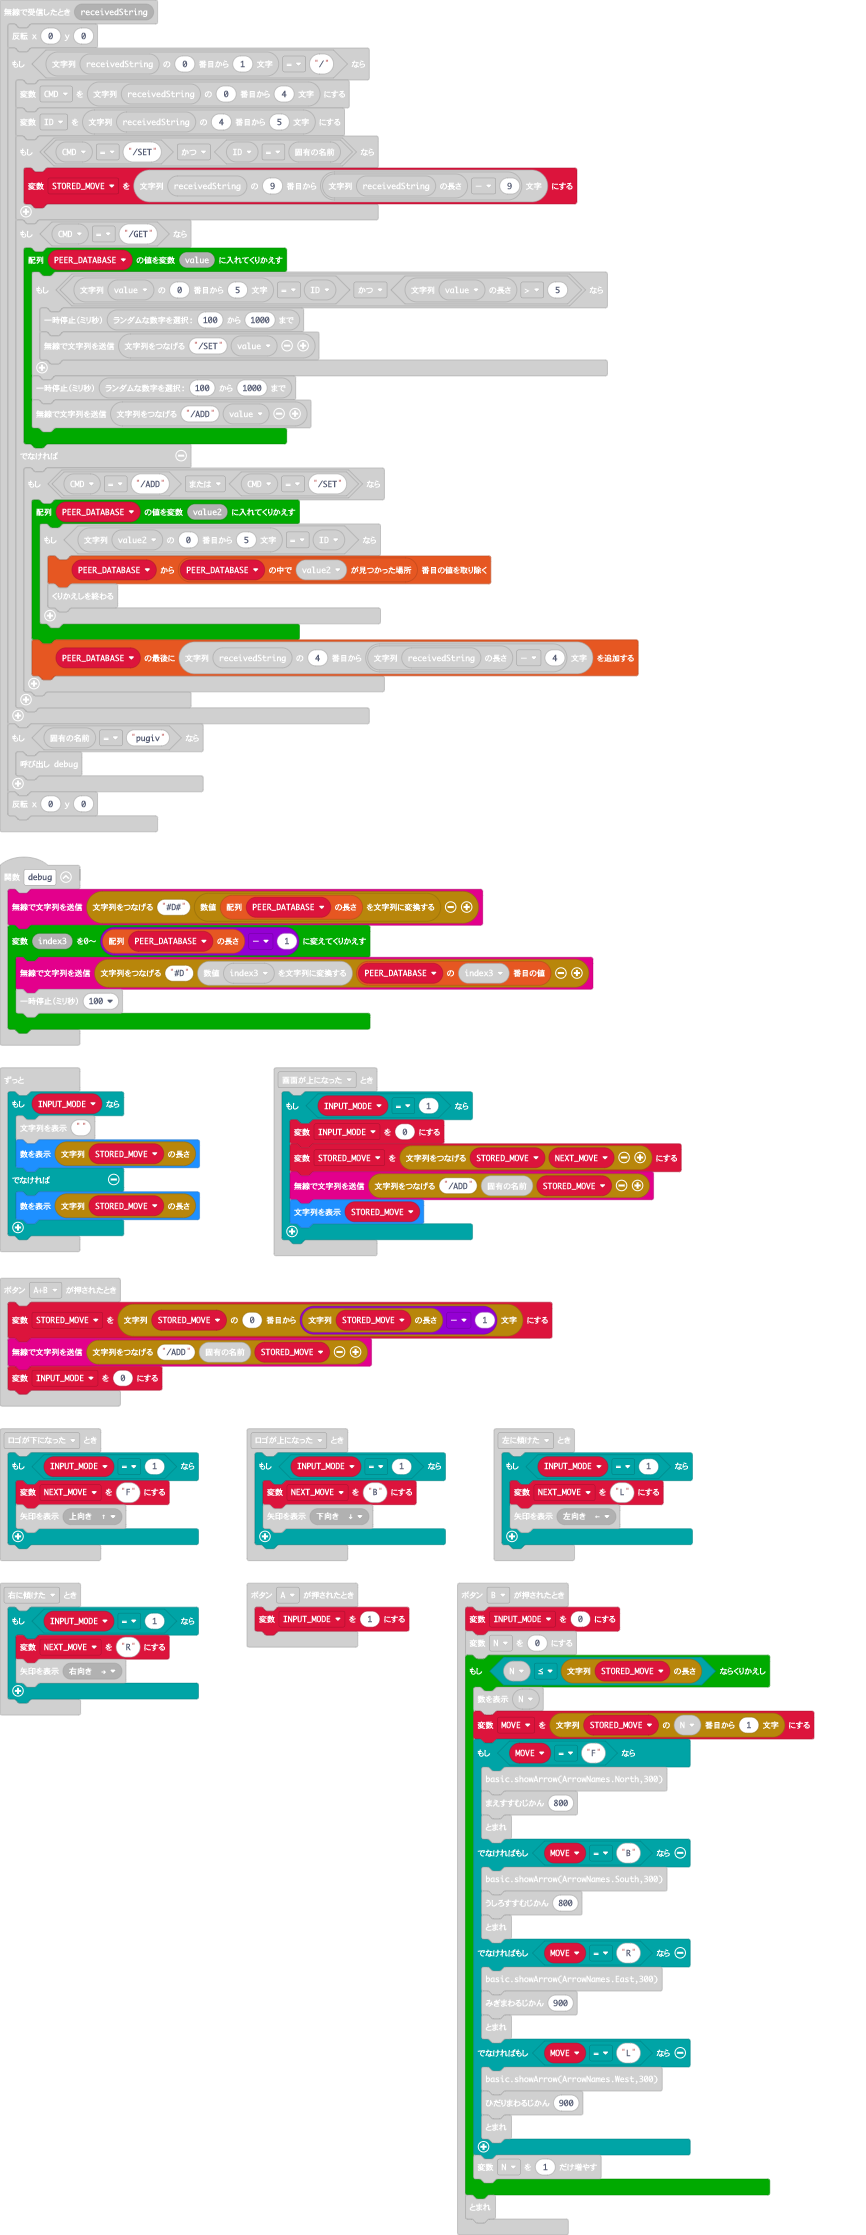 無線で受信したとき receivedString
反転 x 0 y 0
もし 文字列 receivedString の 0 番目から 1 文字 = "/" なら
変数 CMD を 文字列 receivedString の 0 番目から 4 文字 にする
変数 ID を 文字列 receivedString の 4 番目から 5 文字 にする
もし CMD = "/SET" かつ ID = 固有の名前 なら
変数 STORED_MOVE を 文字列 receivedString の 9 番目から 文字列 receivedString の長さ - 9 文字 にする
もし CMD = "/GET" なら
配列 PEER_DATABASE の値を変数 value に入れてくりかえす
もし 文字列 value の 0 番目から 5 文字 = ID かつ 文字列 value の長さ > 5 なら
一時停止(ミリ秒) ランダムな数字を選択: 100 から 1000 まで
無線で文字列を送信 文字列をつなげる "/SET" value
一時停止(ミリ秒) ランダムな数字を選択: 100 から 1000 まで
無線で文字列を送信 文字列をつなげる "/ADD" value
でなければ
もし CMD = "/ADD" または CMD = "/SET" なら
配列 PEER_DATABASE の値を変数 value2 に入れてくりかえす
もし 文字列 value2 の 0 番目から 5 文字 = ID なら
PEER_DATABASE から PEER_DATABASE の中で value2 が見つかった場所 番目の値を取り除く
くりかえしを終わる
PEER_DATABASE の最後に 文字列 receivedString の 4 番目から 文字列 receivedString の長さ - 4 文字 を追加する
もし 固有の名前 = "pugiv" なら
呼び出し debug
反転 x 0 y 0
関数 debug
無線で文字列を送信 文字列をつなげる "#D#" 数値 配列 PEER_DATABASE の長さ を文字列に変換する
変数 index3 を0〜 配列 PEER_DATABASE の長さ - 1 に変えてくりかえす
無線で文字列を送信 文字列をつなげる "#D" 数値 index3 を文字列に変換する PEER_DATABASE の index3 番目の値
一時停止(ミリ秒) 100
ずっと
もし INPUT_MODE なら
文字列を表示 " "
数を表示 文字列 STORED_MOVE の長さ
でなければ
数を表示 文字列 STORED_MOVE の長さ
画面が上になった とき
もし INPUT_MODE = 1 なら
変数 INPUT_MODE を 0 にする
変数 STORED_MOVE を 文字列をつなげる STORED_MOVE NEXT_MOVE にする
無線で文字列を送信 文字列をつなげる "/ADD" 固有の名前 STORED_MOVE
文字列を表示 STORED_MOVE
ボタン A+B が押されたとき
変数 STORED_MOVE を 文字列 STORED_MOVE の 0 番目から 文字列 STORED_MOVE の長さ - 1 文字 にする
無線で文字列を送信 文字列をつなげる "/ADD" 固有の名前 STORED_MOVE
変数 INPUT_MODE を 0 にする
ロゴが下になった とき
もし INPUT_MODE = 1 なら
変数 NEXT_MOVE を "F" にする
矢印を表示 上向き ↑
ロゴが上になった とき
もし INPUT_MODE = 1 なら
変数 NEXT_MOVE を "B" にする
矢印を表示 下向き ↓
左に傾けた とき
もし INPUT_MODE = 1 なら
変数 NEXT_MOVE を "L" にする
矢印を表示 左向き ←
右に傾けた とき
もし INPUT_MODE = 1 なら
変数 NEXT_MOVE を "R" にする
矢印を表示 右向き →
ボタン A が押されたとき
変数 INPUT_MODE を 1 にする
ボタン B が押されたとき
変数 INPUT_MODE を 0 にする
変数 N を 0 にする
もし N ≤ 文字列 STORED_MOVE の長さ ならくりかえし
数を表示 N
変数 MOVE を 文字列 STORED_MOVE の N 番目から 1 文字 にする
もし MOVE = "F" なら
basic.showArrow(ArrowNames.North,300)
まえすすむじかん 800
とまれ
でなければもし MOVE = "B" なら
basic.showArrow(ArrowNames.South,300)
うしろすすむじかん 800
とまれ
でなければもし MOVE = "R" なら
basic.showArrow(ArrowNames.East,300)
みぎまわるじかん 900
とまれ
でなければもし MOVE = "L" なら
basic.showArrow(ArrowNames.West,300)
ひだりまわるじかん 900
とまれ
変数 N を 1 だけ増やす
とまれ